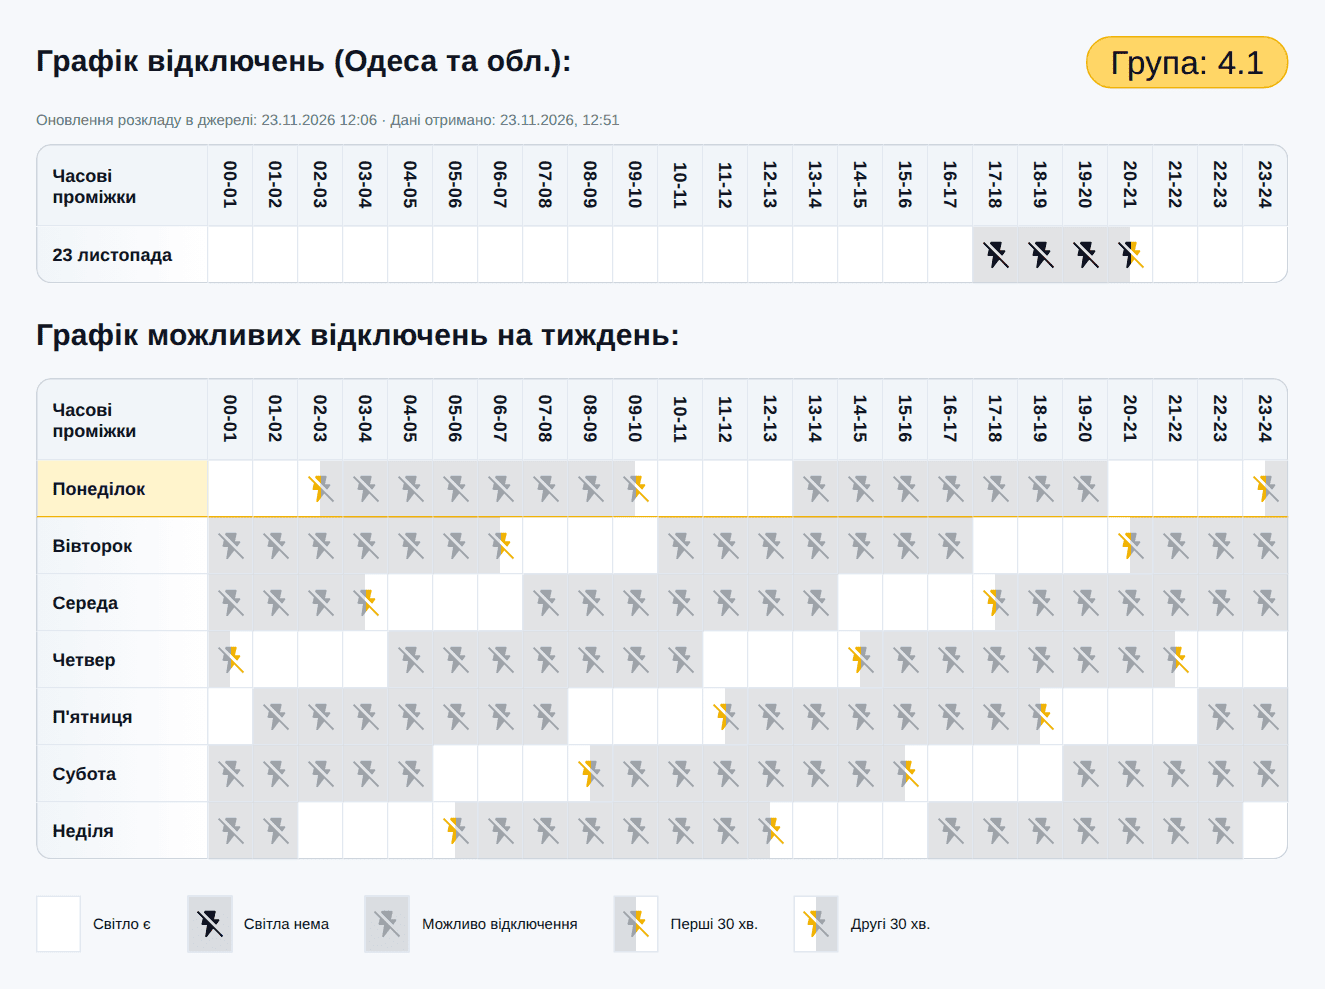 Графік відключень (Одеса та обл.):
Група: 4.1
Оновлення розкладу в джерелі: 23.11.2026 12:06 · Дані отримано: 23.11.2026, 12:51
Часові
проміжки
00-01 01-02 02-03 03-04 04-05 05-06 06-07 07-08 08-09 09-10 10-11 11-12 12-13 13-14 14-15 15-16 16-17 17-18 18-19 19-20 20-21 21-22 22-23 23-24
23 листопада
Графік можливих відключень на тиждень:
Часові
проміжки
00-01 01-02 02-03 03-04 04-05 05-06 06-07 07-08 08-09 09-10 10-11 11-12 12-13 13-14 14-15 15-16 16-17 17-18 18-19 19-20 20-21 21-22 22-23 23-24
Понеділок
Вівторок
Середа
Четвер
П'ятниця
Субота
Неділя
Світло є
Світла нема
Можливо відключення
Перші 30 хв.
Другі 30 хв.